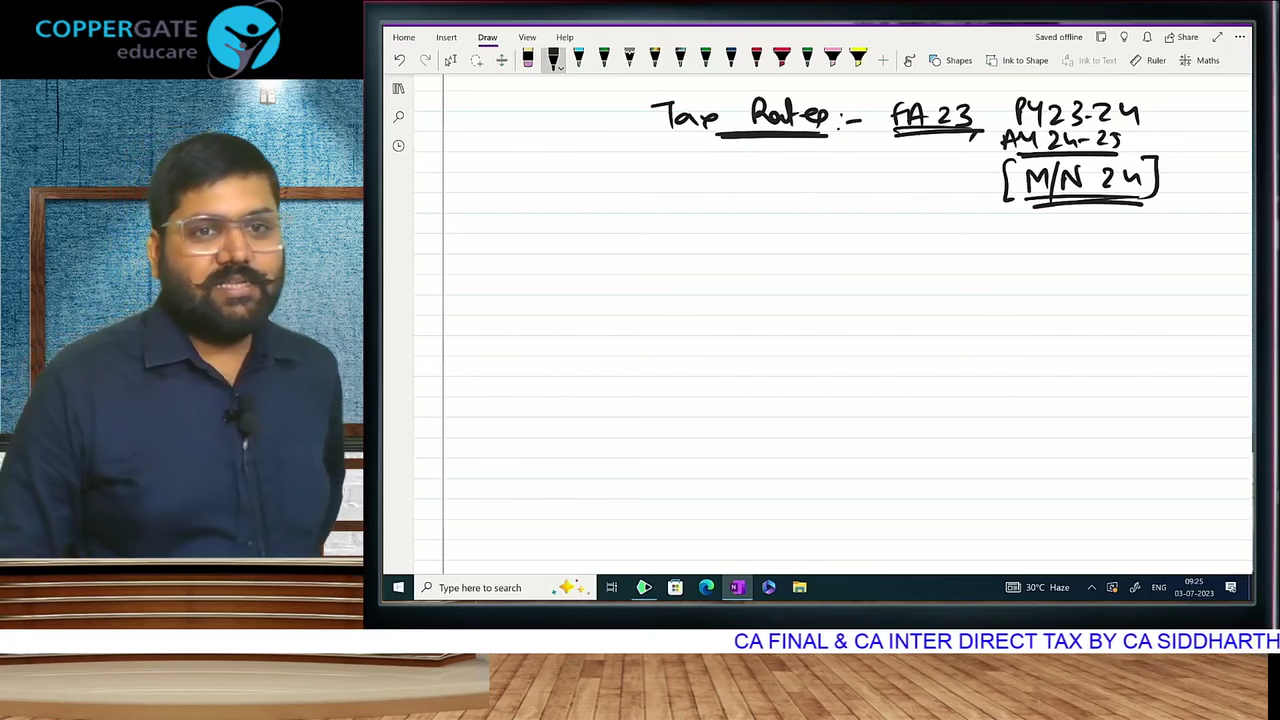 COPPERGATE
educare
Home Insert Draw View Help
Saved offline
Share
Shapes
Ink to Shape
Ink to Text
Ruler
Maths
Tax Rates :- FA 23 PY 23-24
AY 24-25
[M/N 24]
Type here to search
30°C Haze
ENG
09:25
03-07-2023
CA FINAL & CA INTER DIRECT TAX BY CA SIDDHARTH